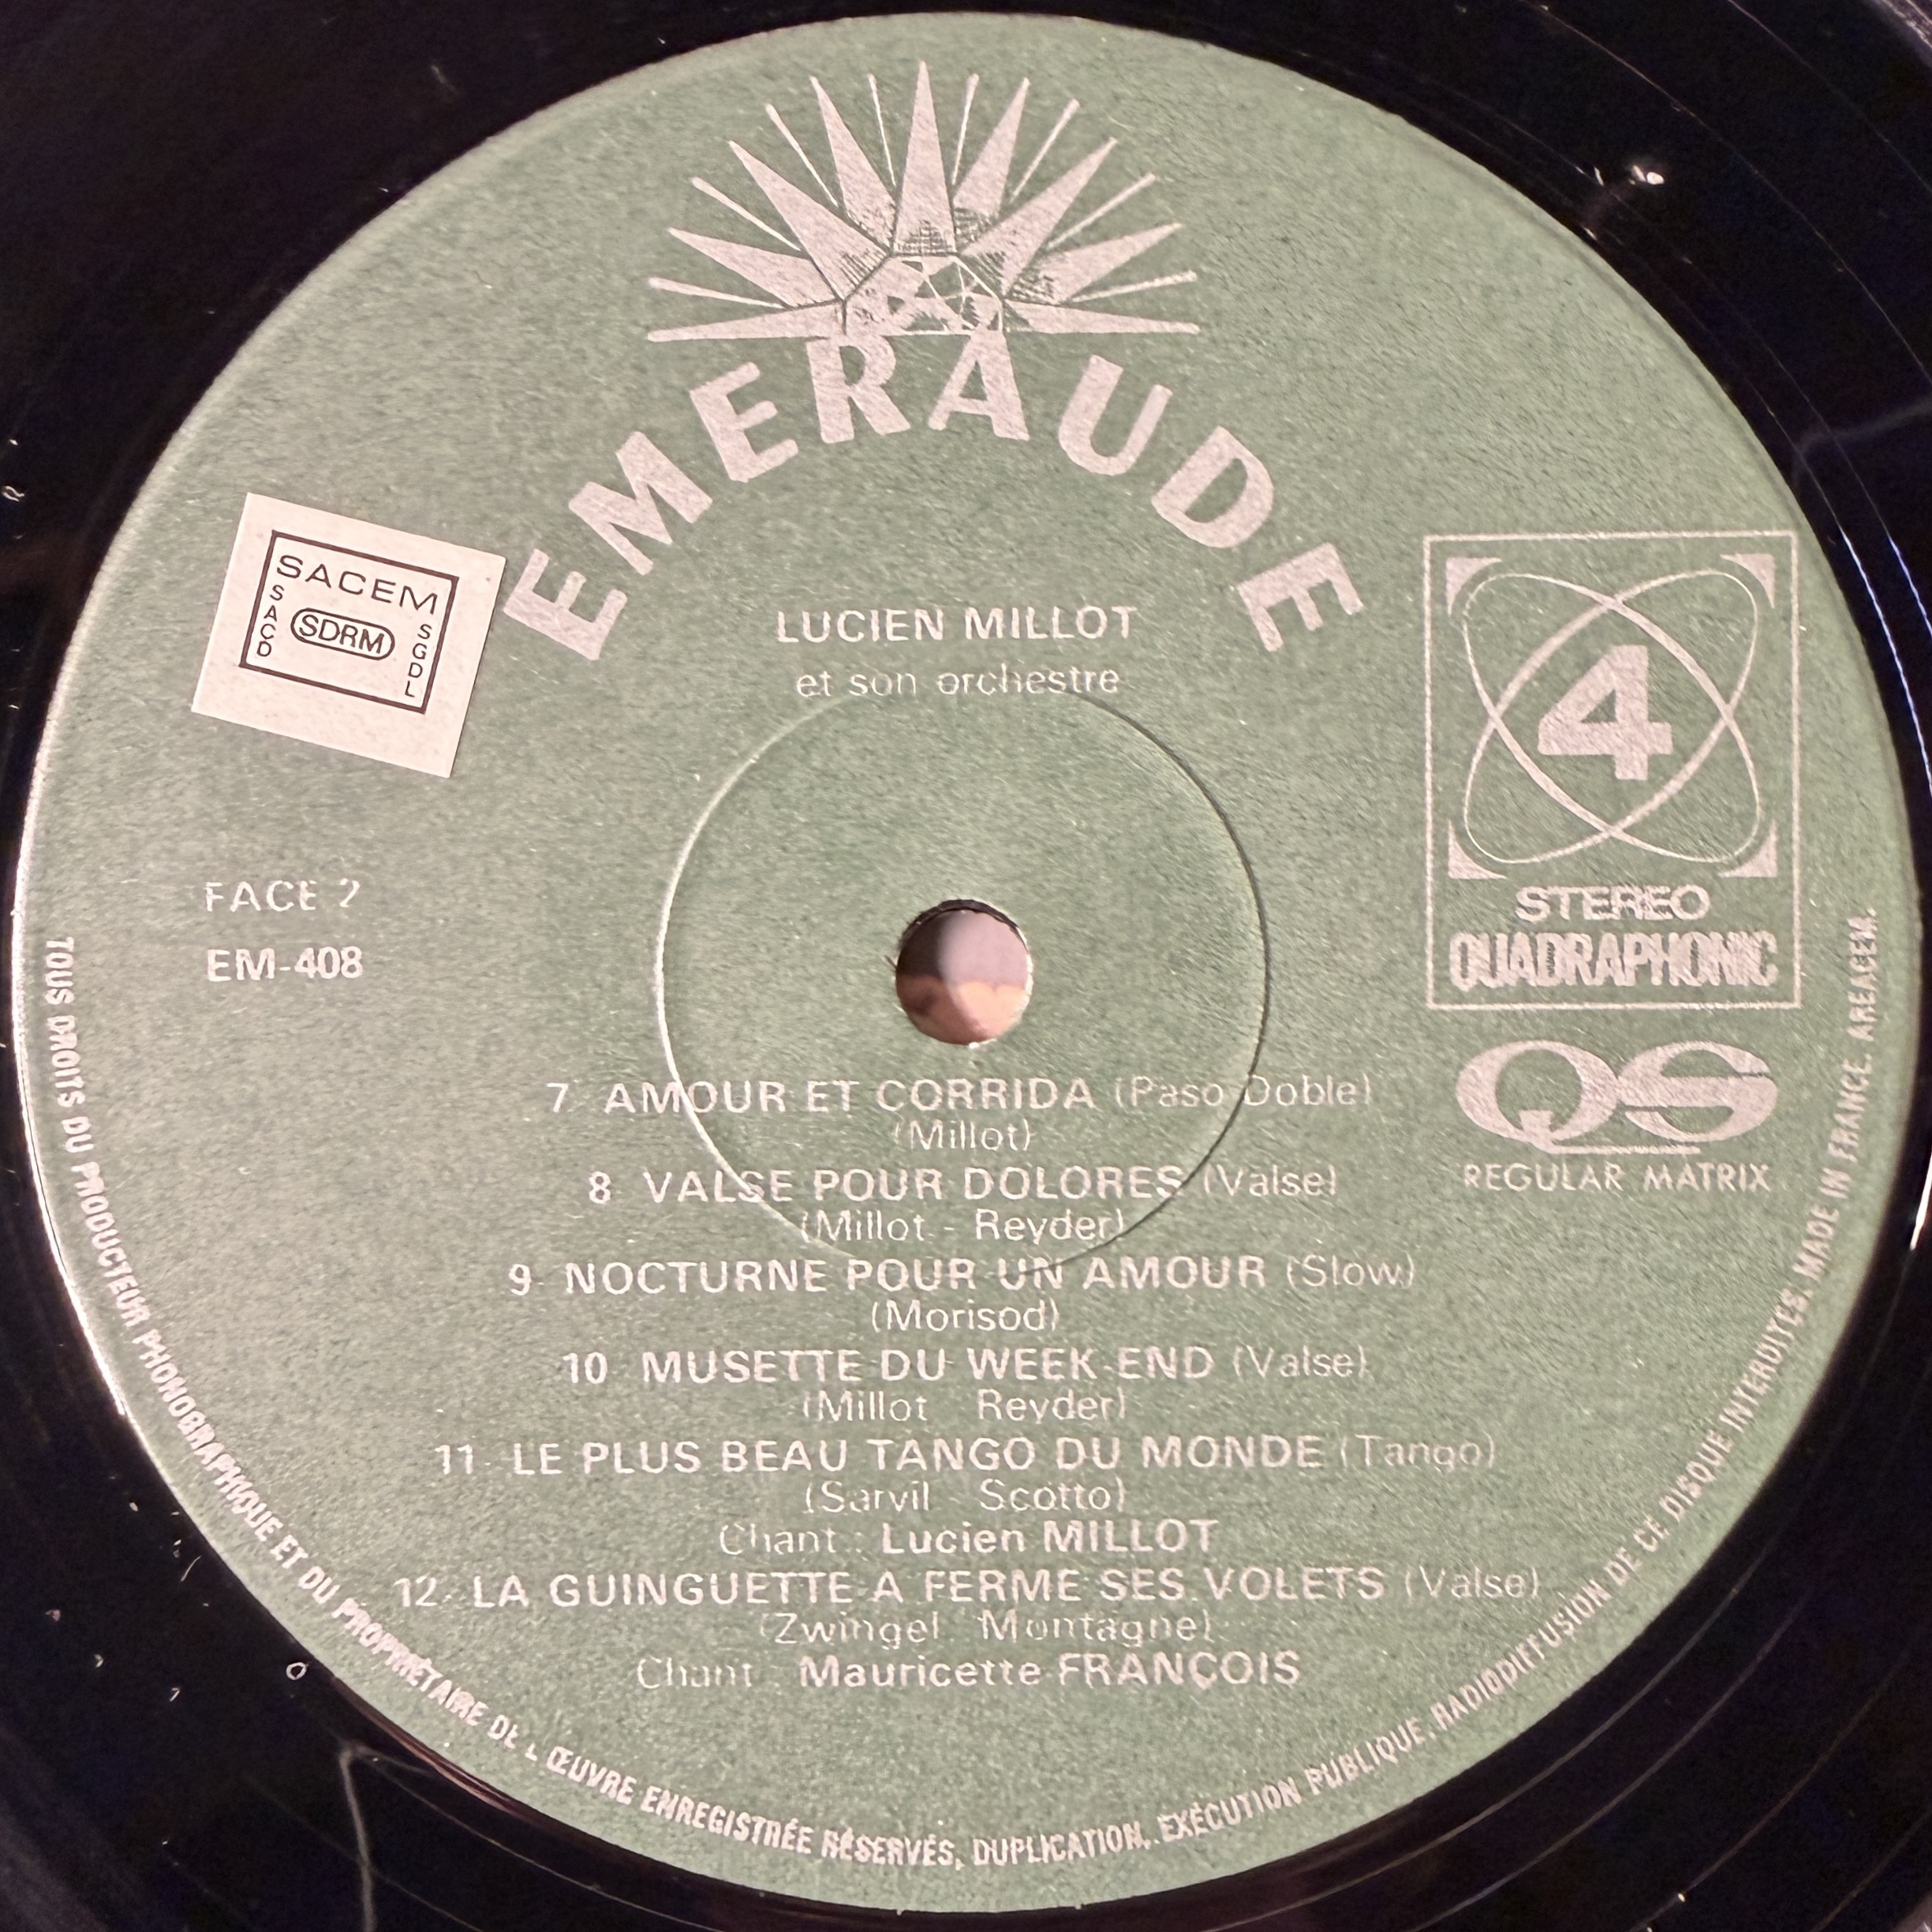 EMERAUDE
SACEM
SACD
SDRM
SGDL
LUCIEN MILLOT
et son orchestre
4
STEREO
QUADRAPHONIC
QS
REGULAR MATRIX
FACE 2
EM-408
7 AMOUR ET CORRIDA (Paso Doble)
(Millot)
8 VALSE POUR DOLORES (Valse)
(Millot - Reyder)
9 NOCTURNE POUR UN AMOUR (Slow)
(Morisod)
10 MUSETTE DU WEEK-END (Valse)
(Millot Reyder)
11 LE PLUS BEAU TANGO DU MONDE (Tango)
(Sarvil - Scotto)
Chant : Lucien MILLOT
12 LA GUINGUETTE A FERME SES VOLETS (Valse)
(Zwingel Montagne)
Chant : Mauricette FRANÇOIS
TOUS DROITS DU PRODUCTEUR PHONOGRAPHIQUE ET DU PROPRIÉTAIRE DE L'ŒUVRE ENREGISTRÉE RÉSERVÉS, DUPLICATION, EXÉCUTION PUBLIQUE, RADIODIFFUSION DE CE DISQUE INTERDITES. MADE IN FRANCE. AREACEM.